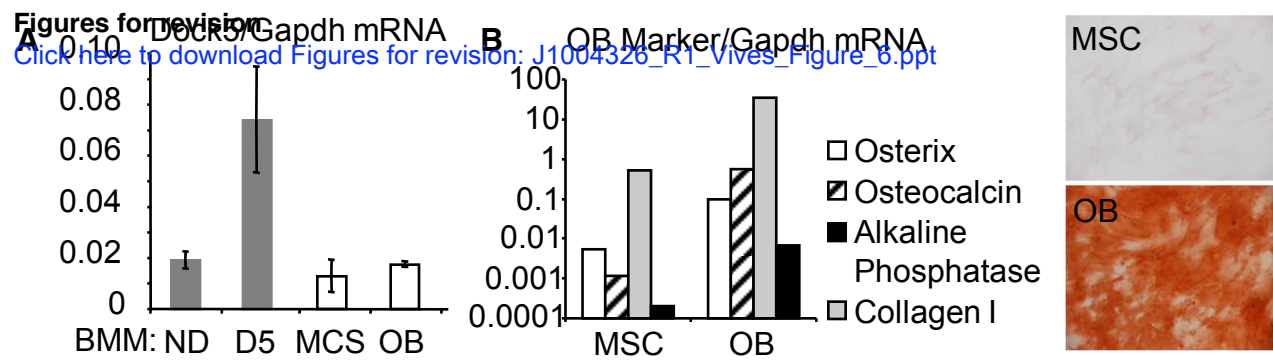 Figures for revision
Click here to download Figures for revision: J1004326_R1_Vives_Figure_6.ppt
A
Dock5/Gapdh mRNA
0.10
0.08
0.06
0.04
0.02
0
BMM: ND D5 MCS OB
B
OB Marker/Gapdh mRNA
100
10
1
0.1
0.01
0.001
0.0001
MSC OB
Osterix
Osteocalcin
Alkaline
Phosphatase
Collagen I
MSC
OB